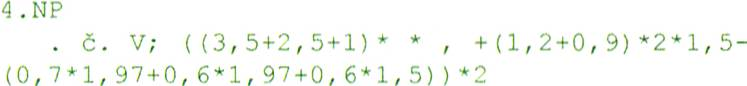 4.NP
. č. V; ((3,5+2,5+1)* * , +(1,2+0,9)*2*1,5-
(0,7*1,97+0,6*1,97+0,6*1,5))*2